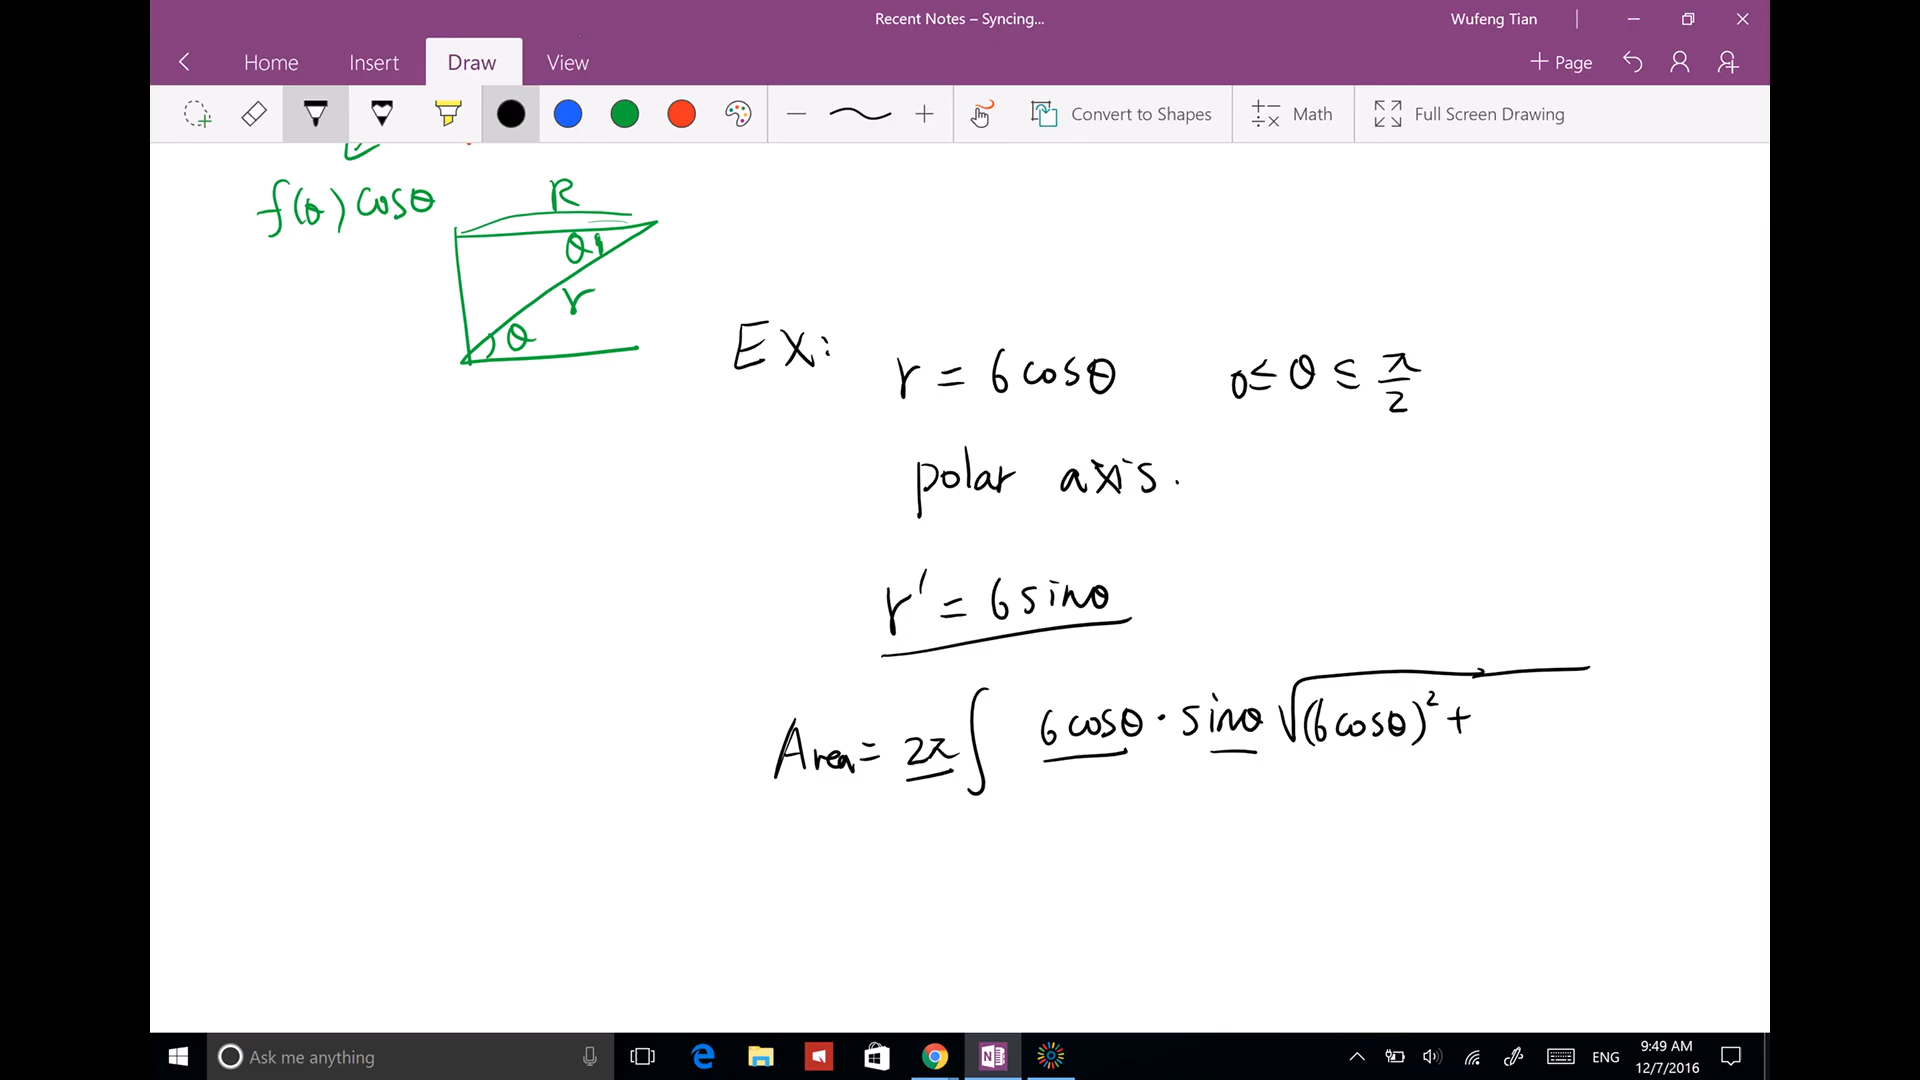 Recent Notes – Syncing...
Wufeng Tian
Home Insert Draw View
Page
Convert to Shapes
Math
Full Screen Drawing
f(θ) cosθ
R
θ
r
θ
EX:
r = 6 cosθ 0 ≤ θ ≤ π/2
polar axis.
r' = 6 sinθ
Area = 2π ∫ 6 cosθ · sinθ √(6 cosθ)² +
Ask me anything
ENG
9:49 AM
12/7/2016